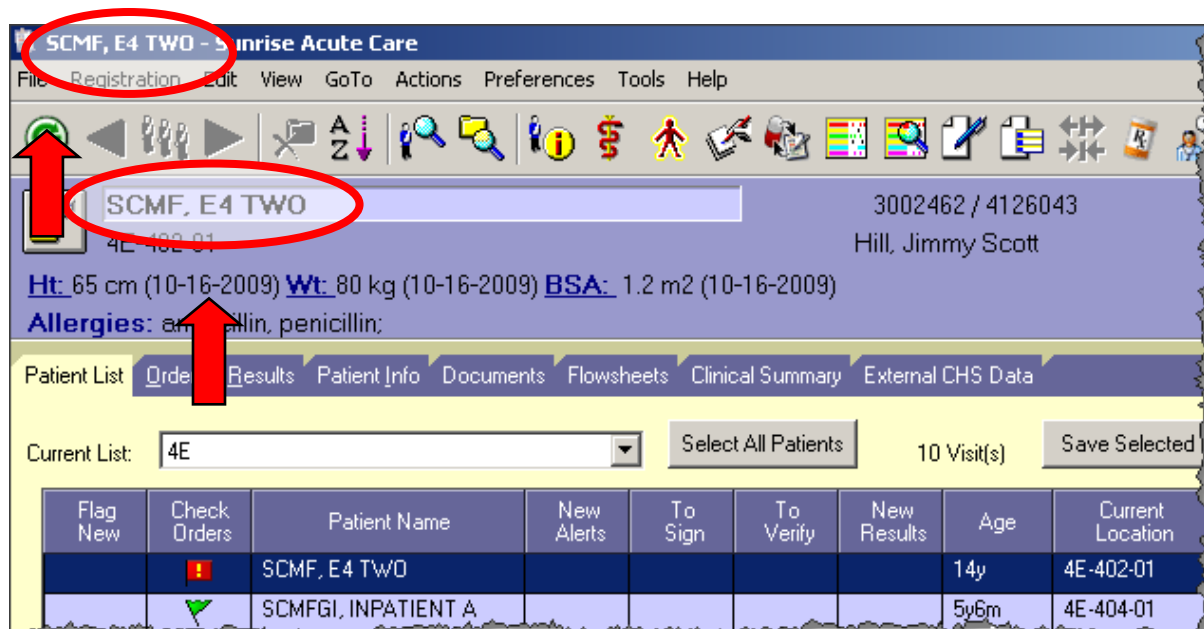 SCMF, E4 TWO - Sunrise Acute Care
File Registration Edit View GoTo Actions Preferences Tools Help
SCMF, E4 TWO 3002462 / 4126043
4E-402-01 Hill, Jimmy Scott
Ht: 65 cm (10-16-2009) Wt: 80 kg (10-16-2009) BSA: 1.2 m2 (10-16-2009)
Allergies: penicillin;
Patient List Orders Results Patient Info Documents Flowsheets Clinical Summary External CHS Data
Current List: 4E Select All Patients 10 Visit(s) Save Selected
Flag New Check Orders Patient Name New Alerts To Sign To Verify New Results Age Current Location
SCMF, E4 TWO 14y 4E-402-01
SCMFGI, INPATIENT A 5y6m 4E-404-01